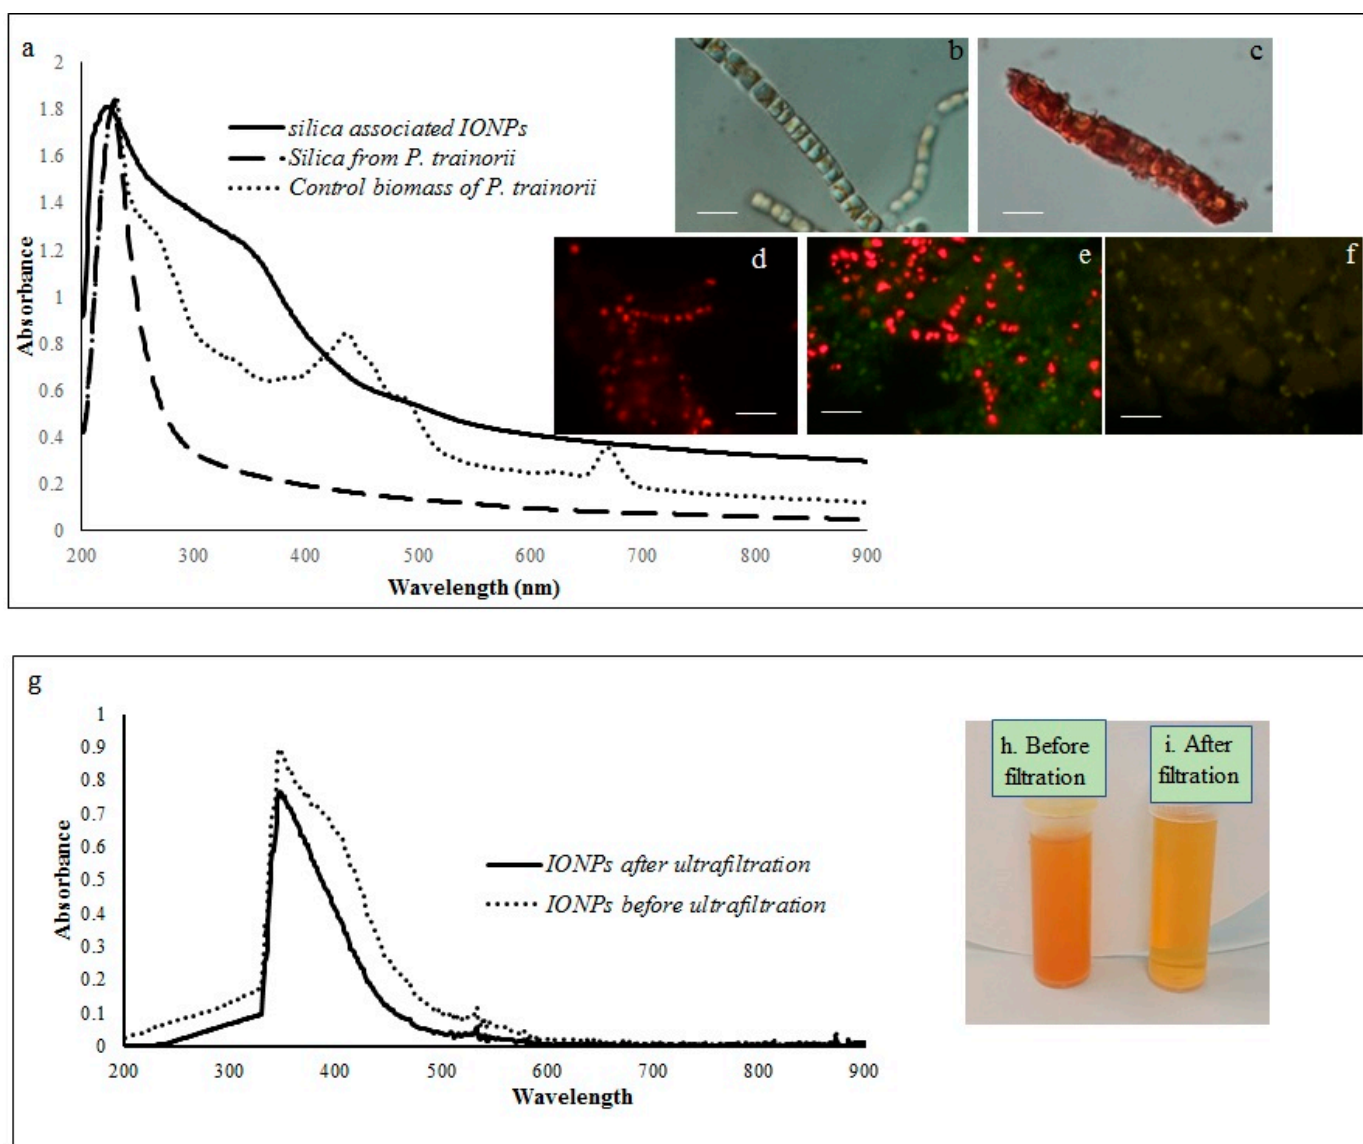 a
2
1.8
1.6
1.4
1.2
1
0.8
0.6
0.4
0.2
0
Absorbance
200 300 400 500 600 700 800 900
Wavelength (nm)
silica associated IONPs
Silica from P. trainorii
Control biomass of P. trainorii
b
c
d
e
f
g
1
0.9
0.8
0.7
0.6
0.5
0.4
0.3
0.2
0.1
0
Absorbance
200 300 400 500 600 700 800 900
Wavelength
IONPs after ultrafiltration
IONPs before ultrafiltration
h. Before
filtration
i. After
filtration